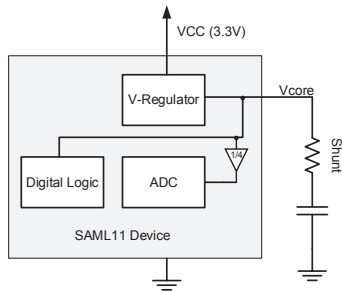 VCC (3.3V)
V-Regulator
Vcore
1/4
Digital Logic
ADC
Shunt
SAML11 Device